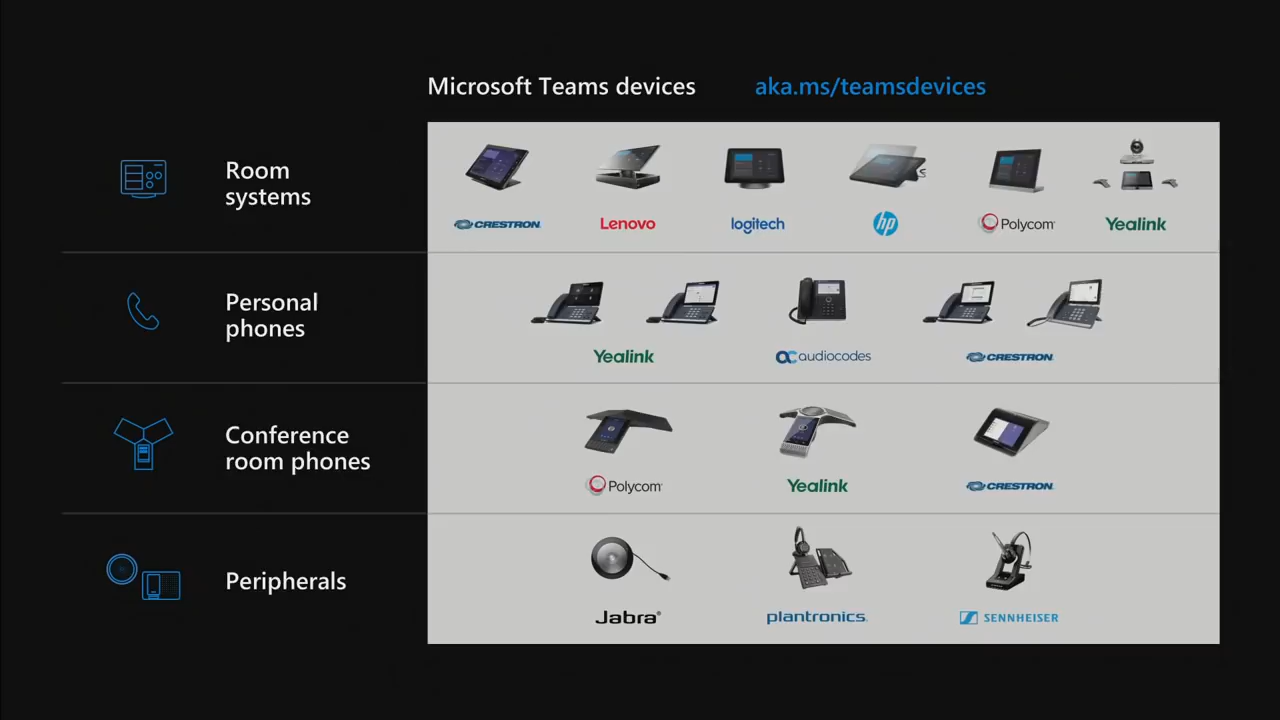 Microsoft Teams devices aka.ms/teamsdevices
Room
systems
CRESTRON Lenovo logitech hp Polycom Yealink
Personal
phones
Yealink audiocodes CRESTRON
Conference
room phones
Polycom Yealink CRESTRON
Peripherals
Jabra plantronics. SENNHEISER